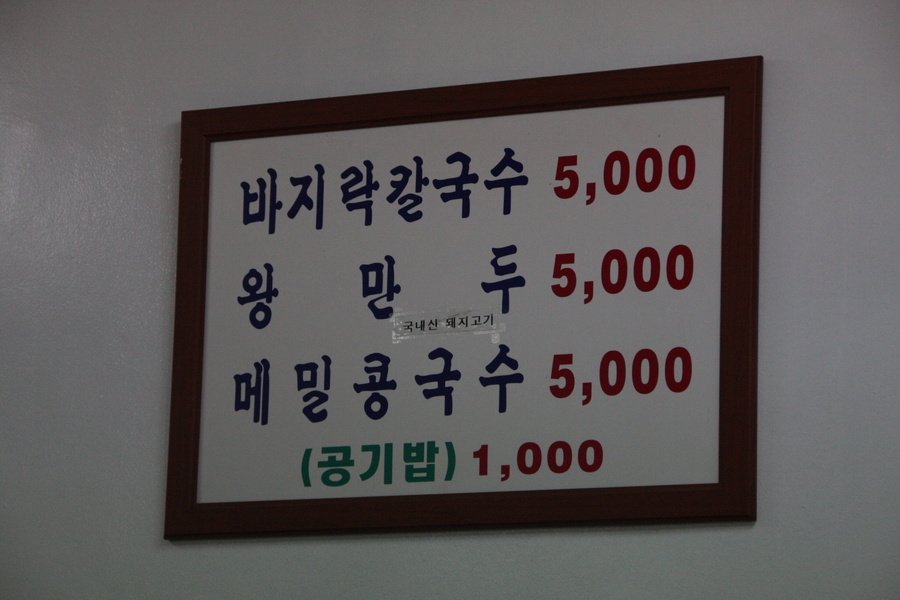 바지락칼국수 5,000
왕만두 5,000
국내산 돼지고기
메밀콩국수 5,000
(공기밥) 1,000